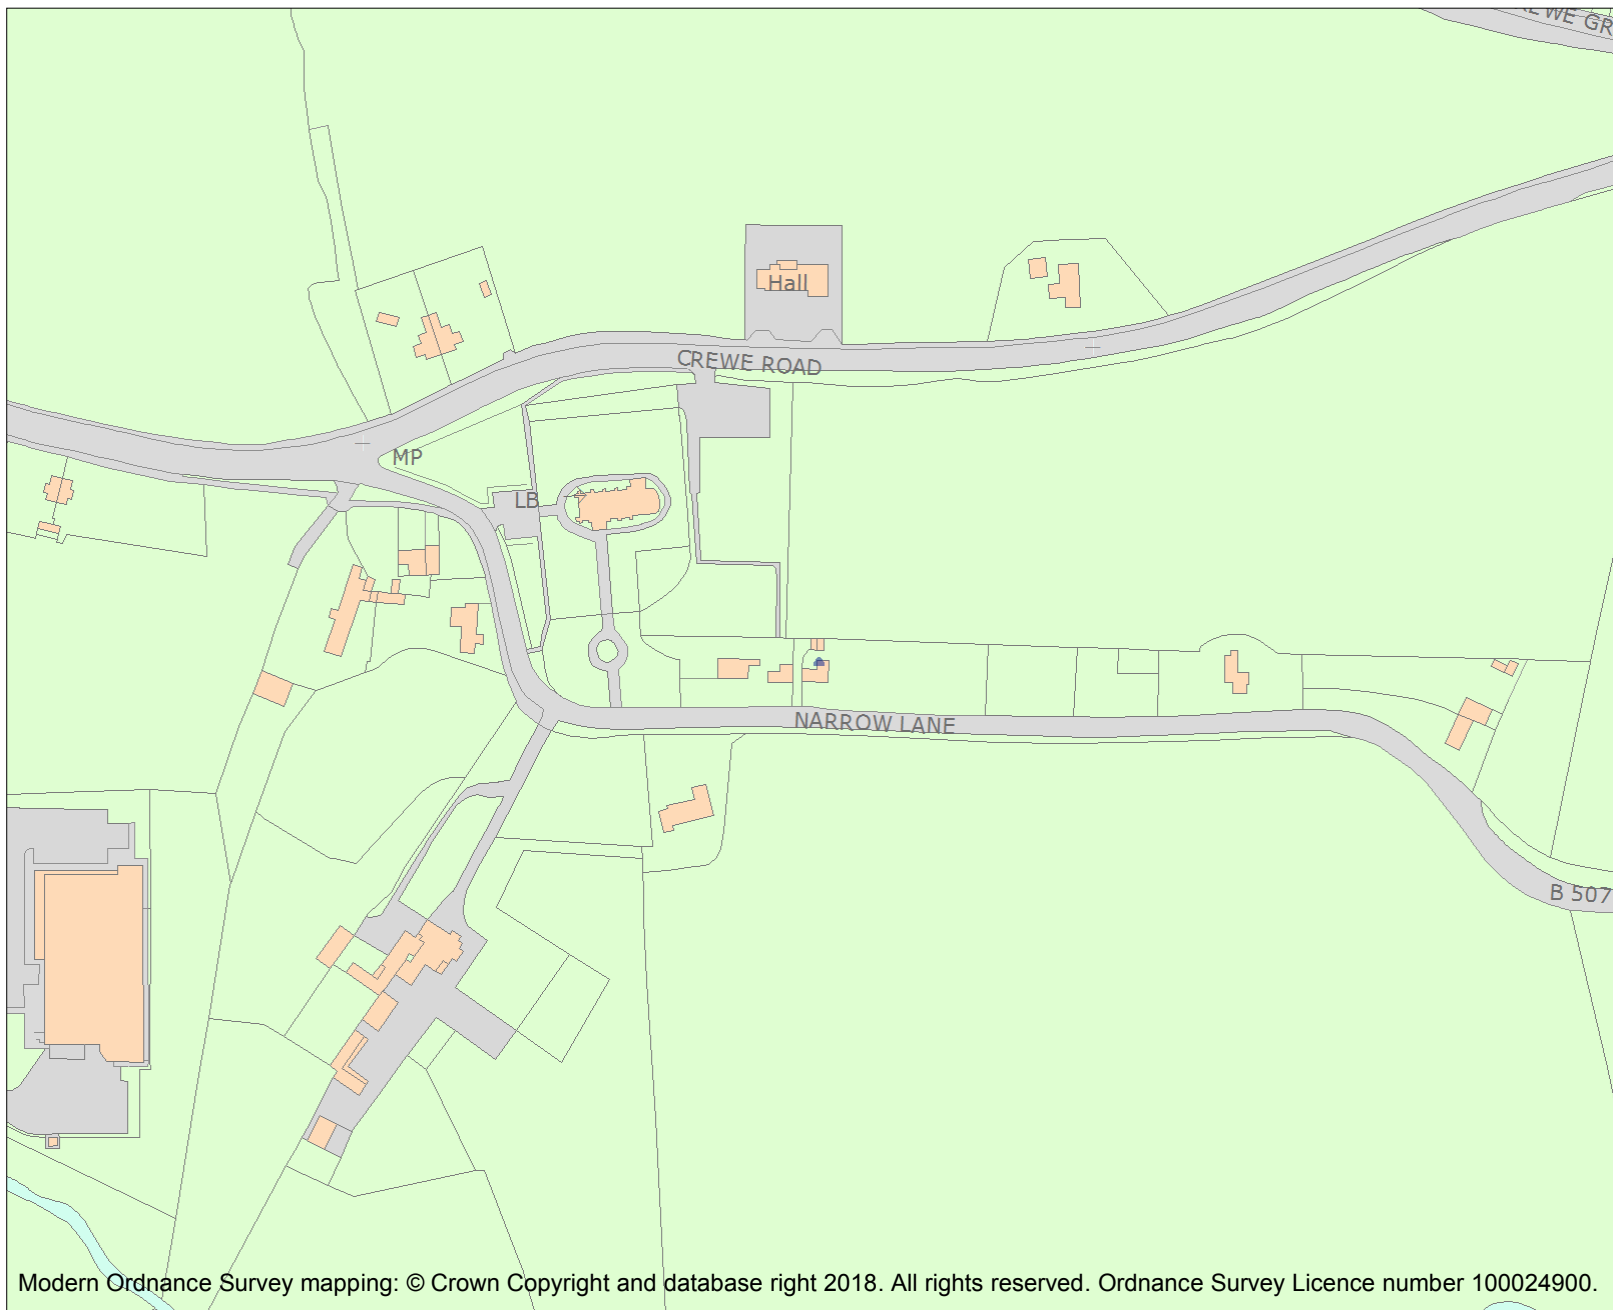 Hall
CREWE ROAD
MP
LB
NARROW LANE
B 507
Modern Ordnance Survey mapping: © Crown Copyright and database right 2018. All rights reserved. Ordnance Survey Licence number 100024900.